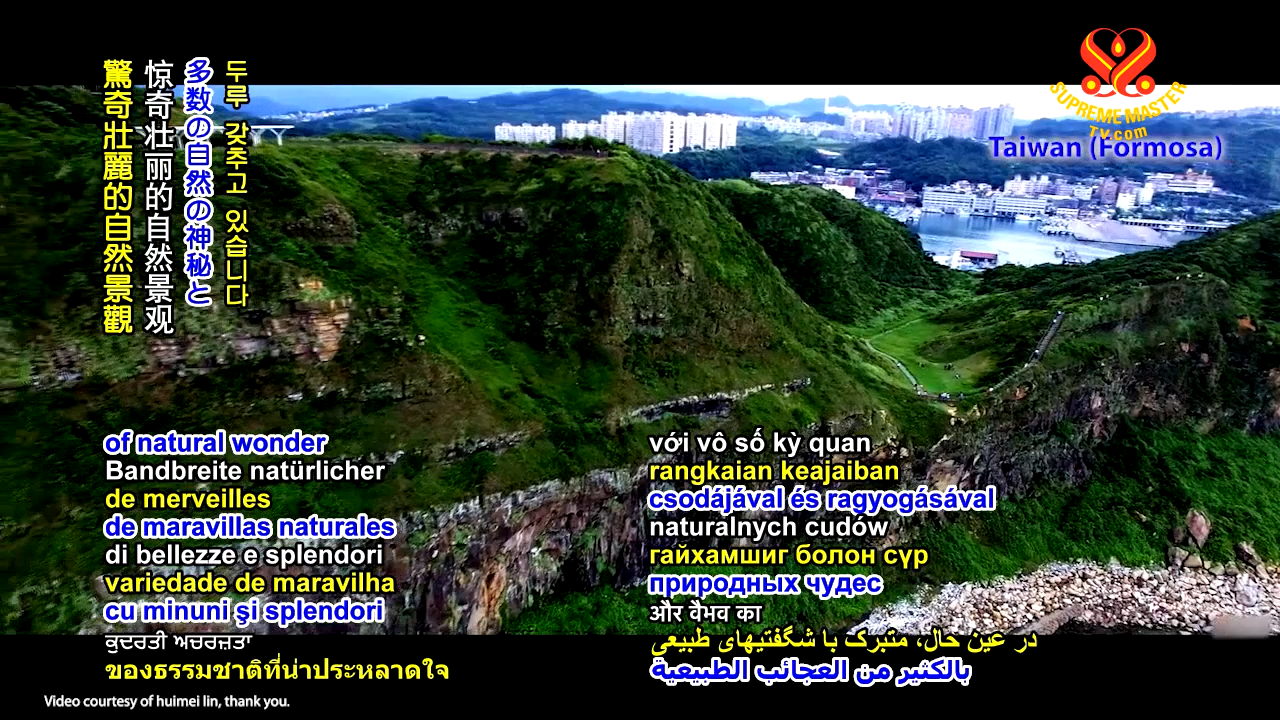 驚奇壯麗的自然景觀
惊奇壮丽的自然景观
多数の自然の神秘と
두루 갖추고 있습니다
SUPREME MASTER
TV.com
Taiwan (Formosa)
of natural wonder
Bandbreite natürlicher
de merveilles
de maravillas naturales
di bellezze e splendori
variedade de maravilha
cu minuni şi splendori
ਕੁਦਰਤੀ ਅਚਰਜ਼ਤਾ
ของธรรมชาติที่น่าประหลาดใจ
với vô số kỳ quan
rangkaian keajaiban
csodájával és ragyogásával
naturalnych cudów
гайхамшиг болон сүр
природных чудес
और वैभव का
در عین حال، متبرک با شگفتیهای طبیعی
بالكثير من العجائب الطبيعية
Video courtesy of huimei lin, thank you.